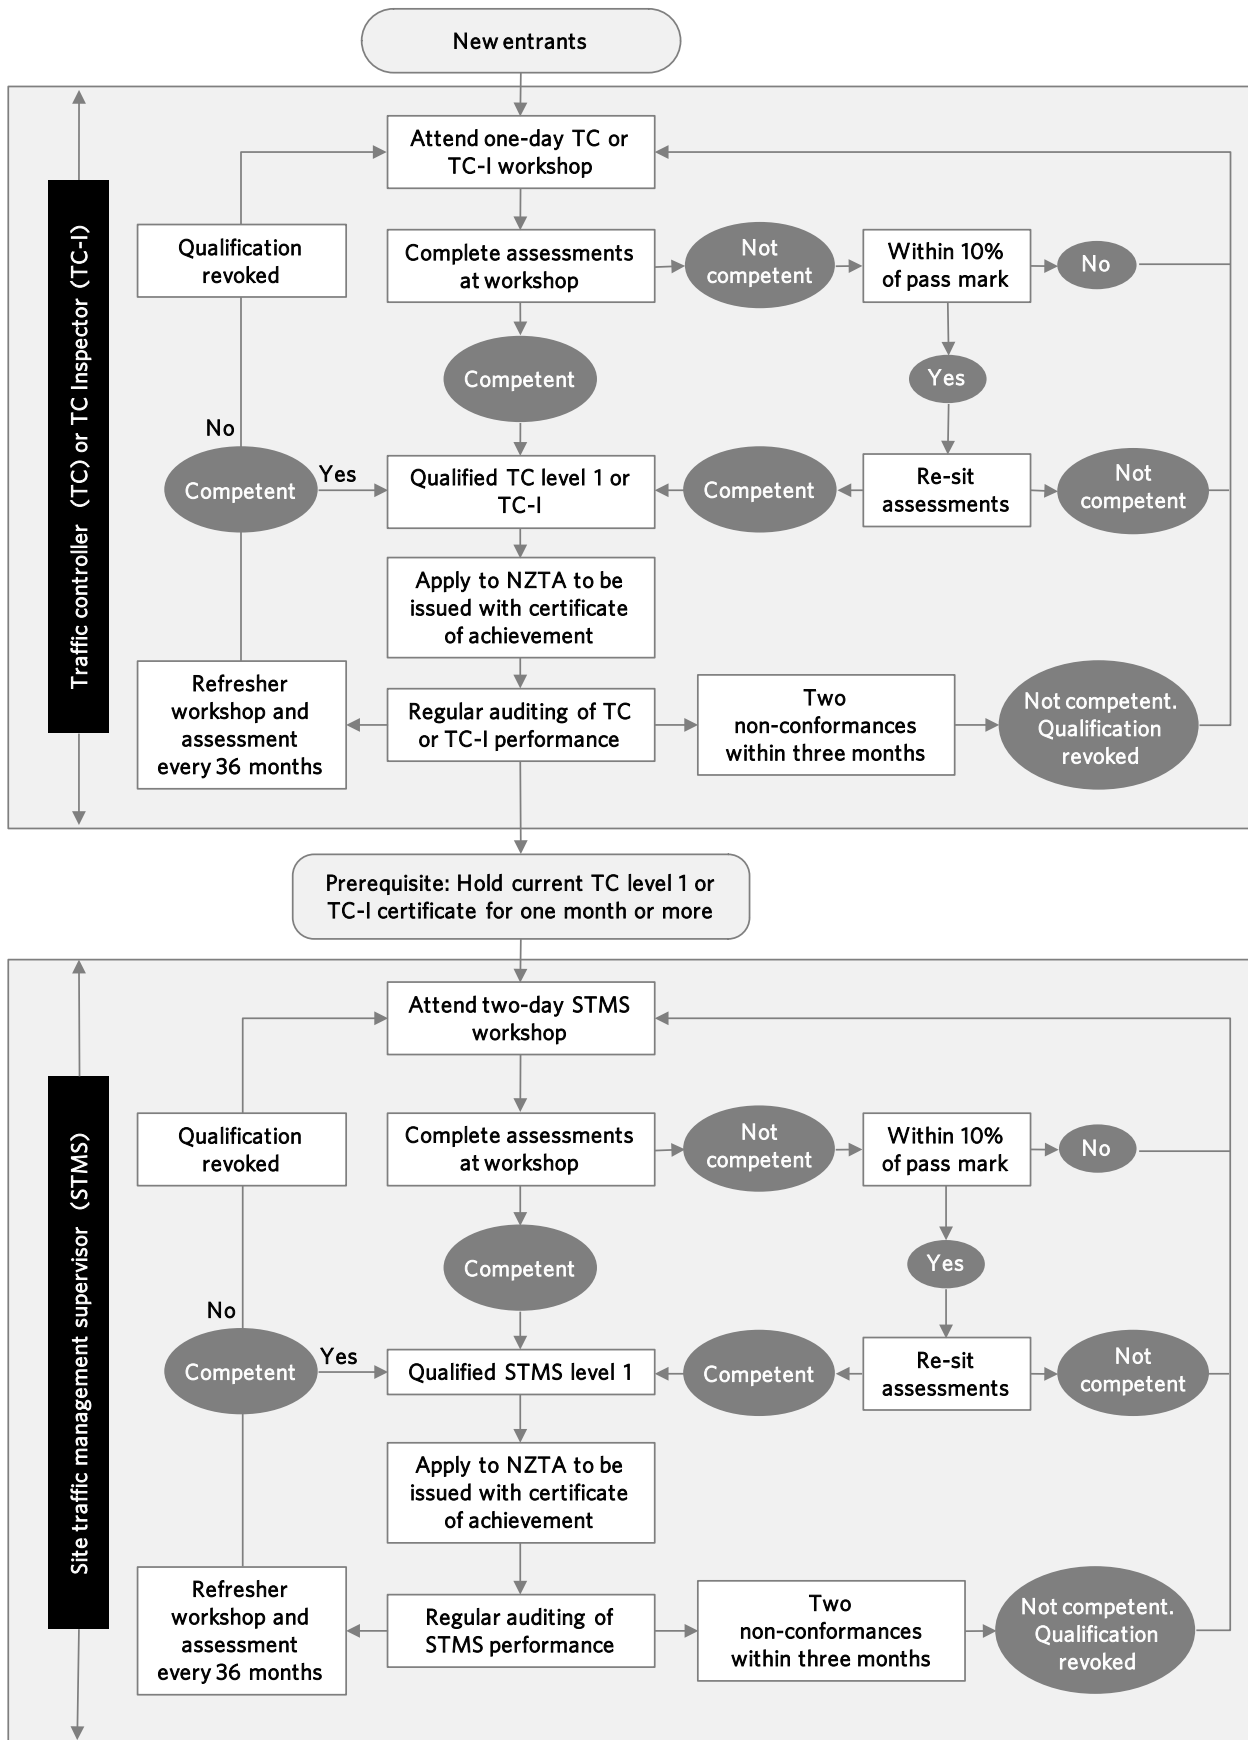 New entrants
Attend one-day TC or
TC-I workshop
Traffic controller (TC) or TC Inspector (TC-I)
Qualification
revoked
Complete assessments
at workshop
Not
competent
Within 10%
of pass mark
No
Competent
Yes
No
Competent
Yes
Qualified TC level 1 or
TC-I
Competent
Re-sit
assessments
Not
competent
Apply to NZTA to be
issued with certificate
of achievement
Refresher
workshop and
assessment
every 36 months
Regular auditing of TC
or TC-I performance
Two
non-conformances
within three months
Not competent.
Qualification
revoked
Prerequisite: Hold current TC level 1 or
TC-I certificate for one month or more
Attend two-day STMS
workshop
Site traffic management supervisor (STMS)
Qualification
revoked
Complete assessments
at workshop
Not
competent
Within 10%
of pass mark
No
Competent
Yes
No
Competent
Yes
Qualified STMS level 1
Competent
Re-sit
assessments
Not
competent
Apply to NZTA to be
issued with certificate
of achievement
Refresher
workshop and
assessment
every 36 months
Regular auditing of
STMS performance
Two
non-conformances
within three months
Not competent.
Qualification
revoked